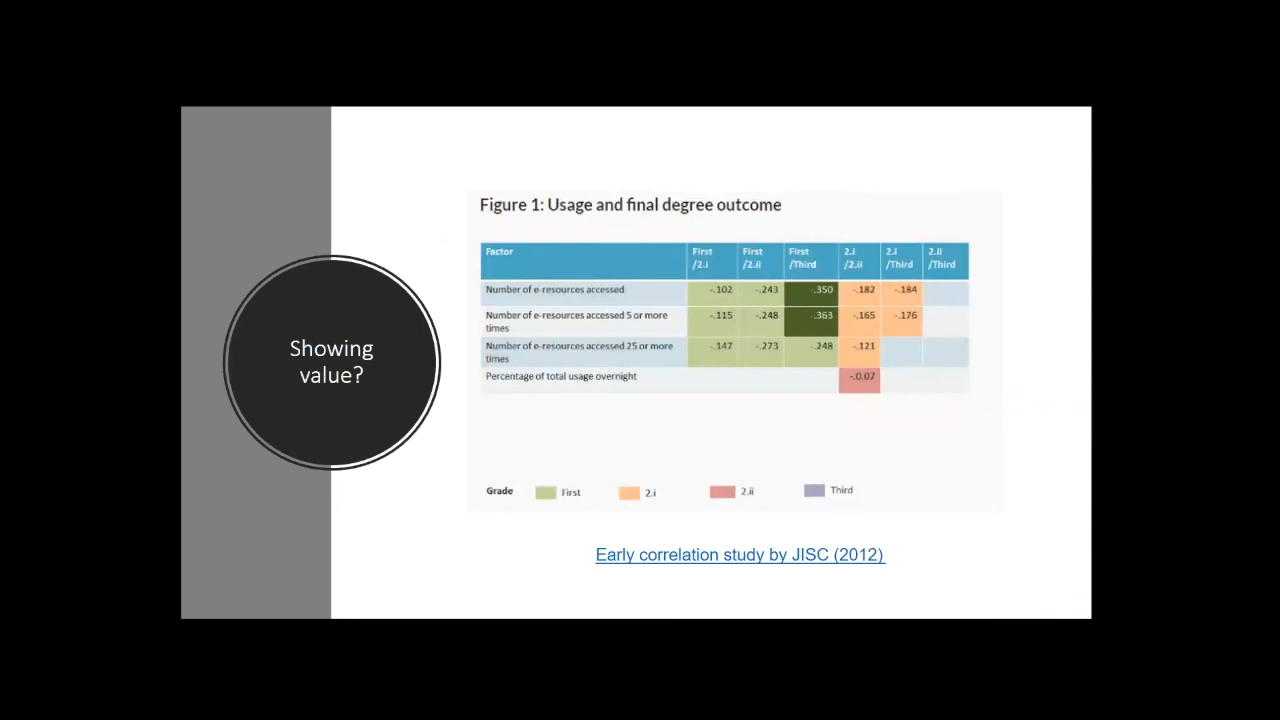 Showing
value?
Figure 1: Usage and final degree outcome
Factor First /2.i First /2.ii First /Third 2.i /2.ii 2.i /Third 2.ii /Third
Number of e-resources accessed -.102 -.243 -.350 -.182 -.184
Number of e-resources accessed 5 or more times -.115 -.248 -.363 -.165 -.176
Number of e-resources accessed 25 or more times -.147 -.273 -.248 -.121
Percentage of total usage overnight -.0.07
Grade First 2.i 2.ii Third
Early correlation study by JISC (2012)